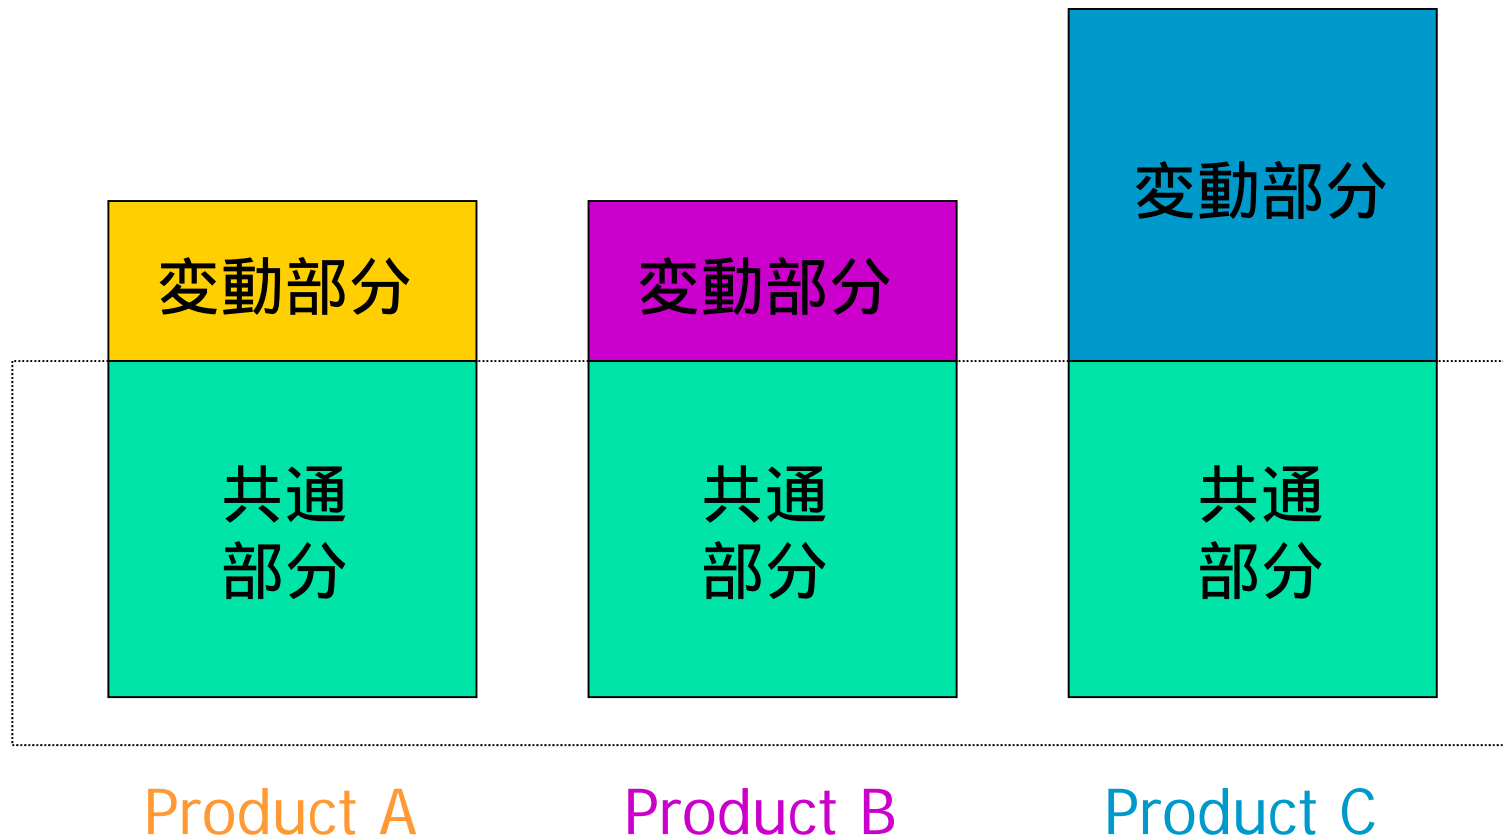 変動部分
変動部分
変動部分
共通
部分
共通
部分
共通
部分
Product A
Product B
Product C